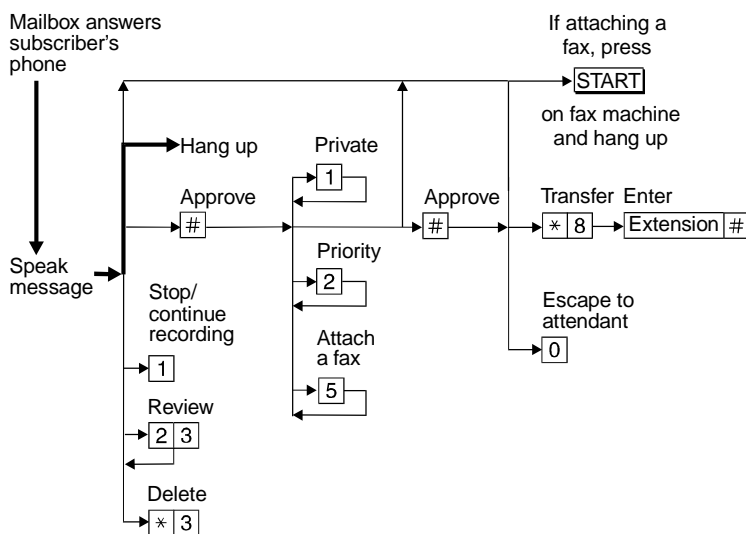 Mailbox answers
subscriber's
phone
If attaching a
fax, press
START
on fax machine
and hang up
Hang up
Private
1
Approve
#
Approve
#
Transfer
* 8
Enter
Extension #
Speak
message
Priority
2
Stop/
continue
recording
1
Escape to
attendant
0
Attach
a fax
5
Review
2 3
Delete
* 3